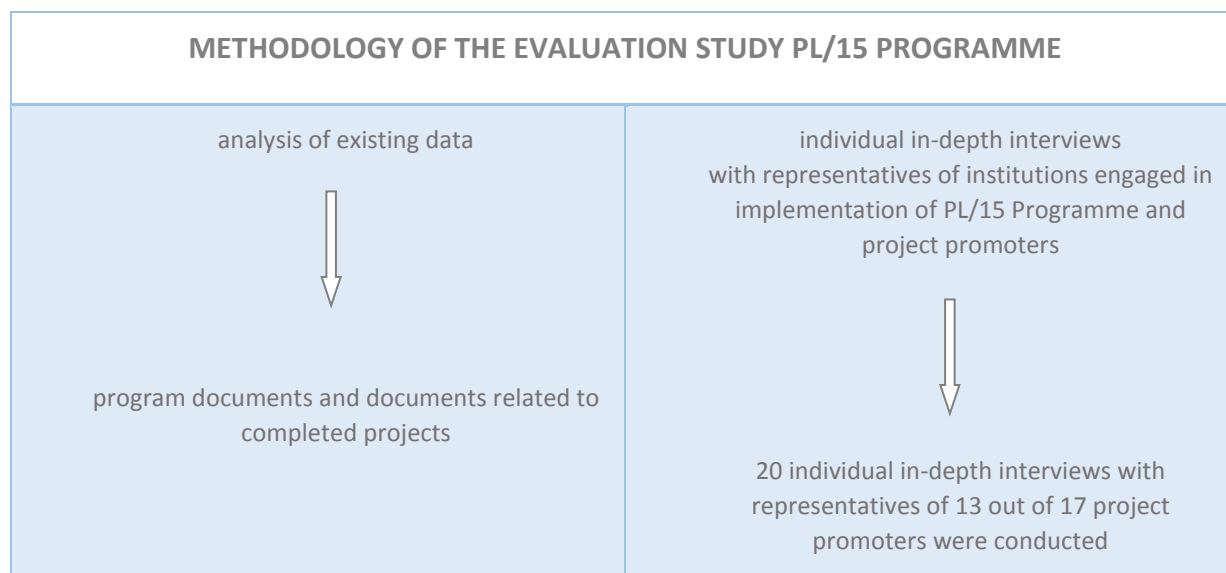 METHODOLOGY OF THE EVALUATION STUDY PL/15 PROGRAMME
analysis of existing data
program documents and documents related to
completed projects
individual in-depth interviews
with representatives of institutions engaged in
implementation of PL/15 Programme and
project promoters
20 individual in-depth interviews with
representatives of 13 out of 17 project
promoters were conducted